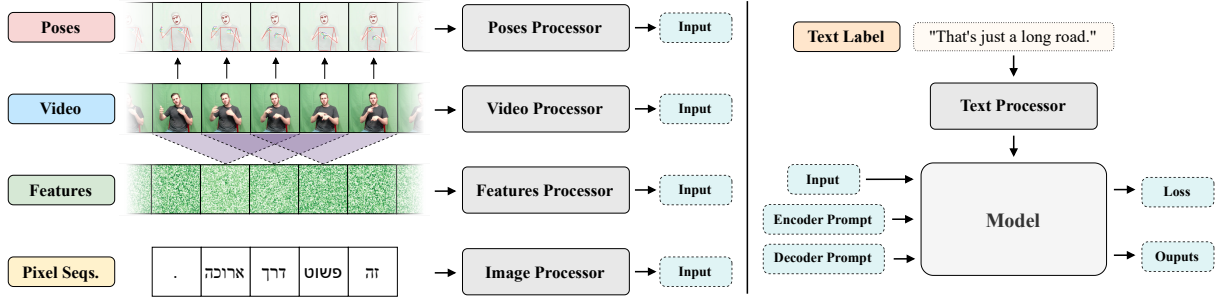 Poses
Poses Processor
Input
Video
Video Processor
Input
Features
Features Processor
Input
Pixel Seqs.
זה פשוט דרך ארוכה .
Image Processor
Input
Text Label
"That's just a long road."
Text Processor
Input
Encoder Prompt
Decoder Prompt
Model
Loss
Ouputs